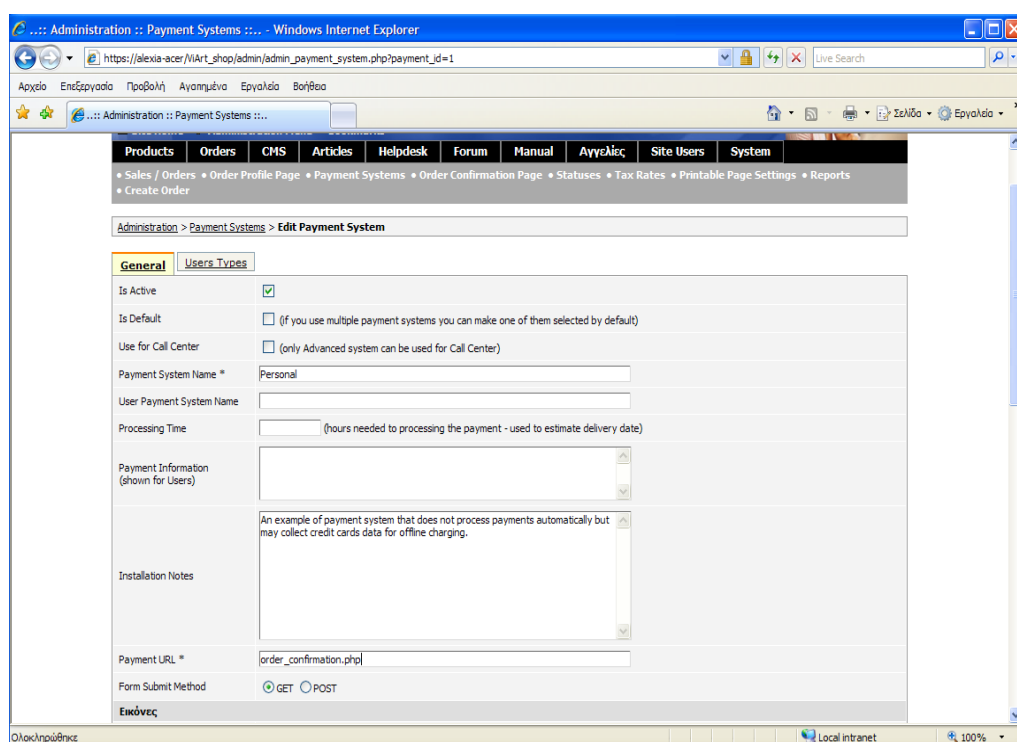 ..:: Administration :: Payment Systems ::.. - Windows Internet Explorer
https://alexia-acer/ViArt_shop/admin/admin_payment_system.php?payment_id=1
Live Search
Αρχείο Επεξεργασία Προβολή Αγαπημένα Εργαλεία Βοήθεια
..:: Administration :: Payment Systems ::..
Σελίδα Εργαλεία
Products Orders CMS Articles Helpdesk Forum Manual Αγγελίες Site Users System
• Sales / Orders • Order Profile Page • Payment Systems • Order Confirmation Page • Statuses • Tax Rates • Printable Page Settings • Reports
• Create Order
Administration > Payment Systems > Edit Payment System
General Users Types
Is Active
Is Default (if you use multiple payment systems you can make one of them selected by default)
Use for Call Center (only Advanced system can be used for Call Center)
Payment System Name * Personal
User Payment System Name
Processing Time (hours needed to processing the payment - used to estimate delivery date)
Payment Information
(shown for Users)
An example of payment system that does not process payments automatically but
may collect credit cards data for offline charging.
Installation Notes
Payment URL * order_confirmation.php
Form Submit Method GET POST
Εικόνες
Ολοκληρώθηκε Local intranet 100%